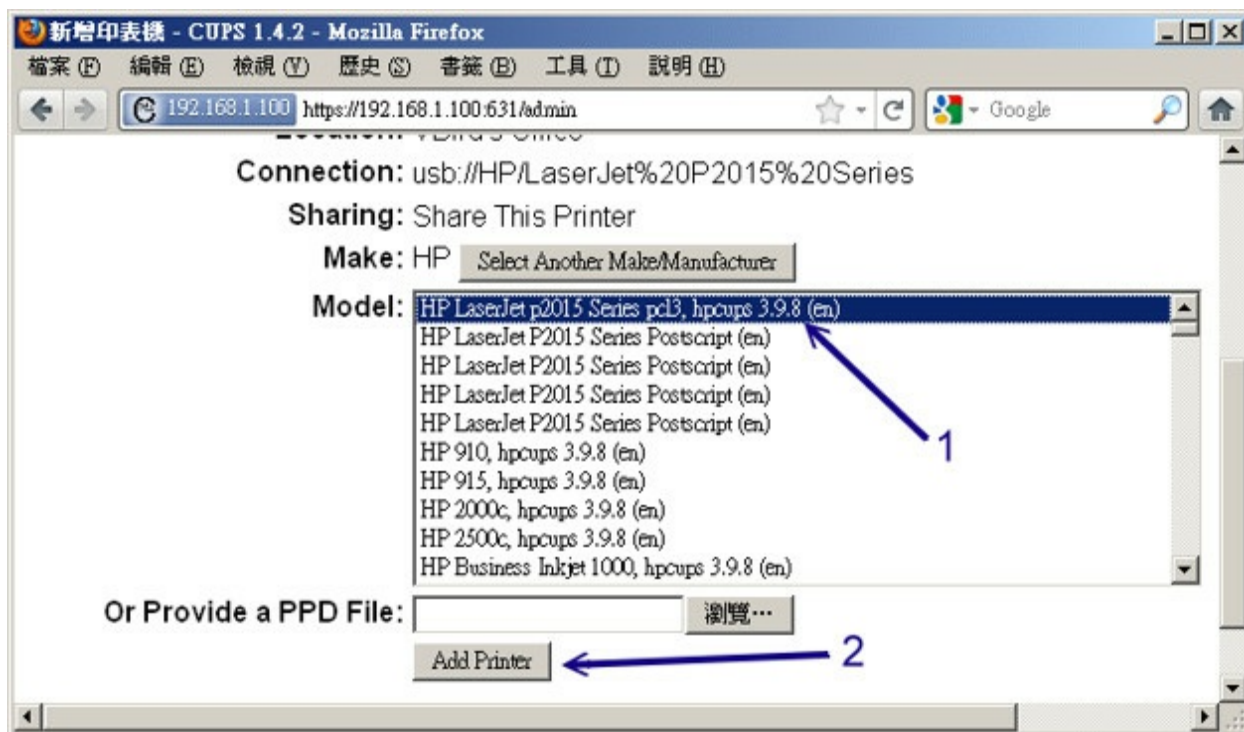 新增印表機 - CUPS 1.4.2 - Mozilla Firefox
檔案 (F) 編輯 (E) 檢視 (V) 歷史 (S) 書籤 (B) 工具 (T) 說明 (H)
192.168.1.100 https://192.168.1.100:631/admin Google
Location: VBird's Office
Connection: usb://HP/LaserJet%20P2015%20Series
Sharing: Share This Printer
Make: HP Select Another Make/Manufacturer
Model: HP LaserJet p2015 Series pcl3, hpcups 3.9.8 (en)
HP LaserJet P2015 Series Postscript (en)
HP LaserJet P2015 Series Postscript (en)
HP LaserJet P2015 Series Postscript (en)
HP LaserJet P2015 Series Postscript (en)
1
HP 910, hpcups 3.9.8 (en)
HP 915, hpcups 3.9.8 (en)
HP 2000c, hpcups 3.9.8 (en)
HP 2500c, hpcups 3.9.8 (en)
HP Business Inkjet 1000, hpcups 3.9.8 (en)
Or Provide a PPD File: 瀏覽…
Add Printer 2